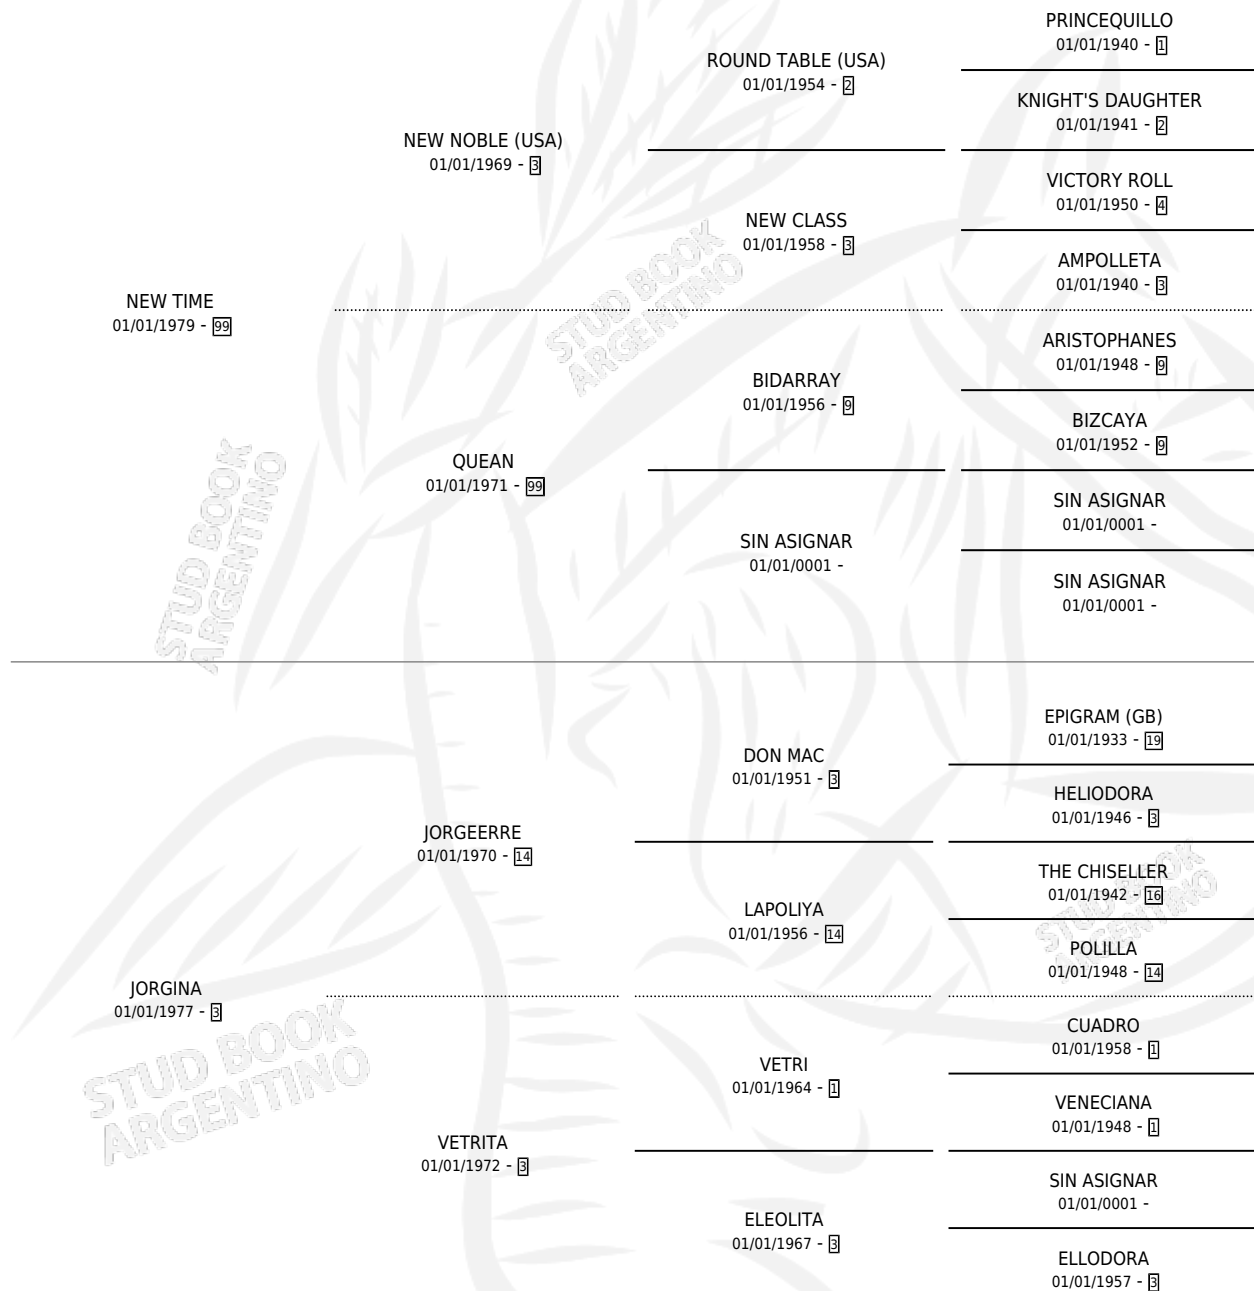 PRINCEQUILLO
01/01/1940 - 1
ROUND TABLE (USA)
01/01/1954 - 2
KNIGHT'S DAUGHTER
01/01/1941 - 2
NEW NOBLE (USA)
01/01/1969 - 3
VICTORY ROLL
01/01/1950 - 4
NEW CLASS
01/01/1958 - 3
AMPOLLETA
01/01/1940 - 3
NEW TIME
01/01/1979 - 99
ARISTOPHANES
01/01/1948 - 9
BIDARRAY
01/01/1956 - 9
BIZCAYA
01/01/1952 - 9
QUEAN
01/01/1971 - 99
SIN ASIGNAR
01/01/0001 -
SIN ASIGNAR
01/01/0001 -
SIN ASIGNAR
01/01/0001 -
EPIGRAM (GB)
01/01/1933 - 19
DON MAC
01/01/1951 - 3
HELIODORA
01/01/1946 - 3
JORGEERRE
01/01/1970 - 14
THE CHISELLER
01/01/1942 - 16
LAPOLIYA
01/01/1956 - 14
POLILLA
01/01/1948 - 14
JORGINA
01/01/1977 - 3
CUADRO
01/01/1958 - 1
VETRI
01/01/1964 - 1
VENECIANA
01/01/1948 - 1
VETRITA
01/01/1972 - 3
SIN ASIGNAR
01/01/0001 -
ELEOLITA
01/01/1967 - 3
ELLODORA
01/01/1957 - 3
STUD BOOK
ARGENTINO
STUD BOOK
ARGENTINO
STUD BOOK
ARGENTINO
STUD BOOK
ARGENTINO